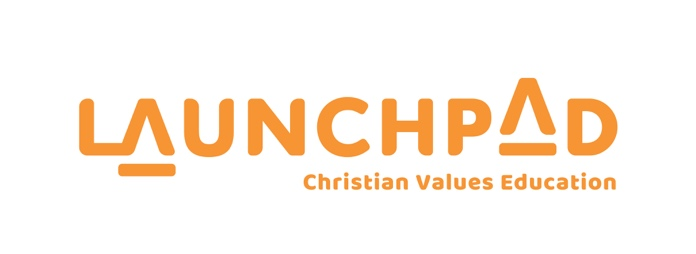 LAUNCHPAD
Christian Values Education